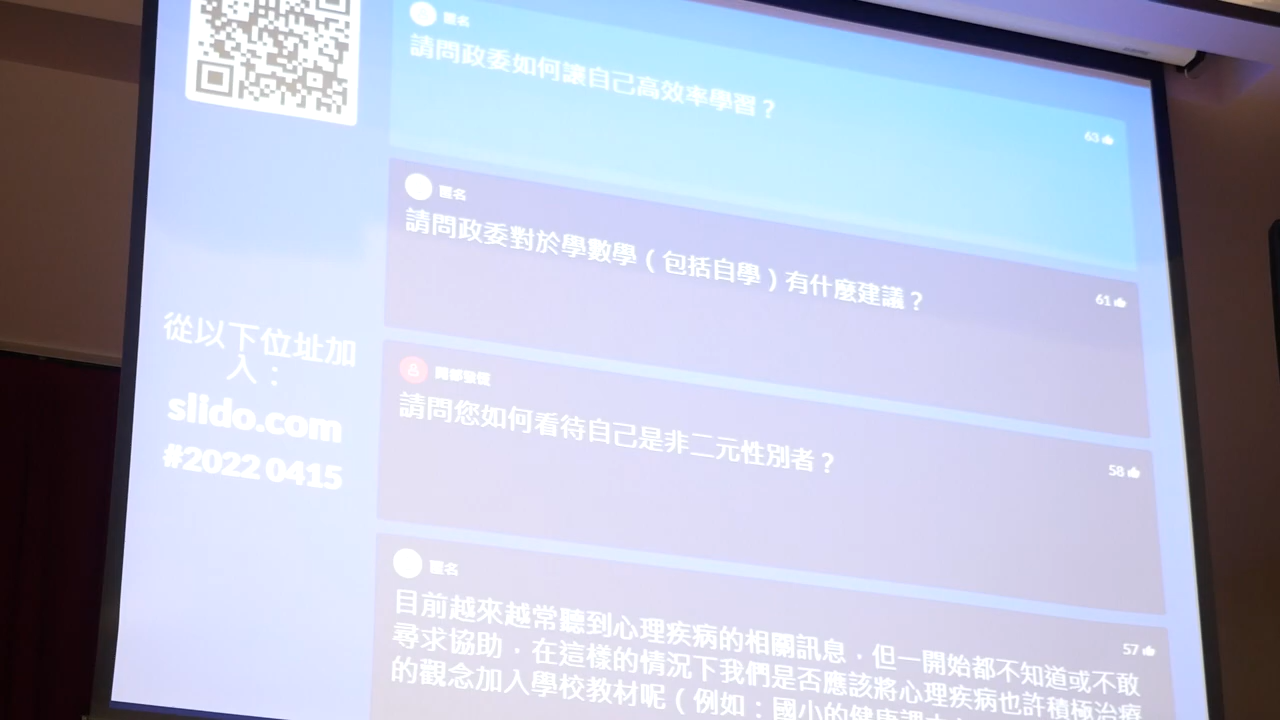 匿名
請問政委如何讓自己高效率學習？
63
匿名
請問政委對於學數學（包括自學）有什麼建議？
61
請問您如何看待自己是非二元性別者？
58
匿名
目前越來越常聽到心理疾病的相關訊息，但一開始都不知道或不敢
尋求協助，在這樣的情況下我們是否應該將心理疾病也許積極治療
的觀念加入學校教材呢（例如：國小的健康課
57
從以下位址加
入：
slido.com
#2022 0415